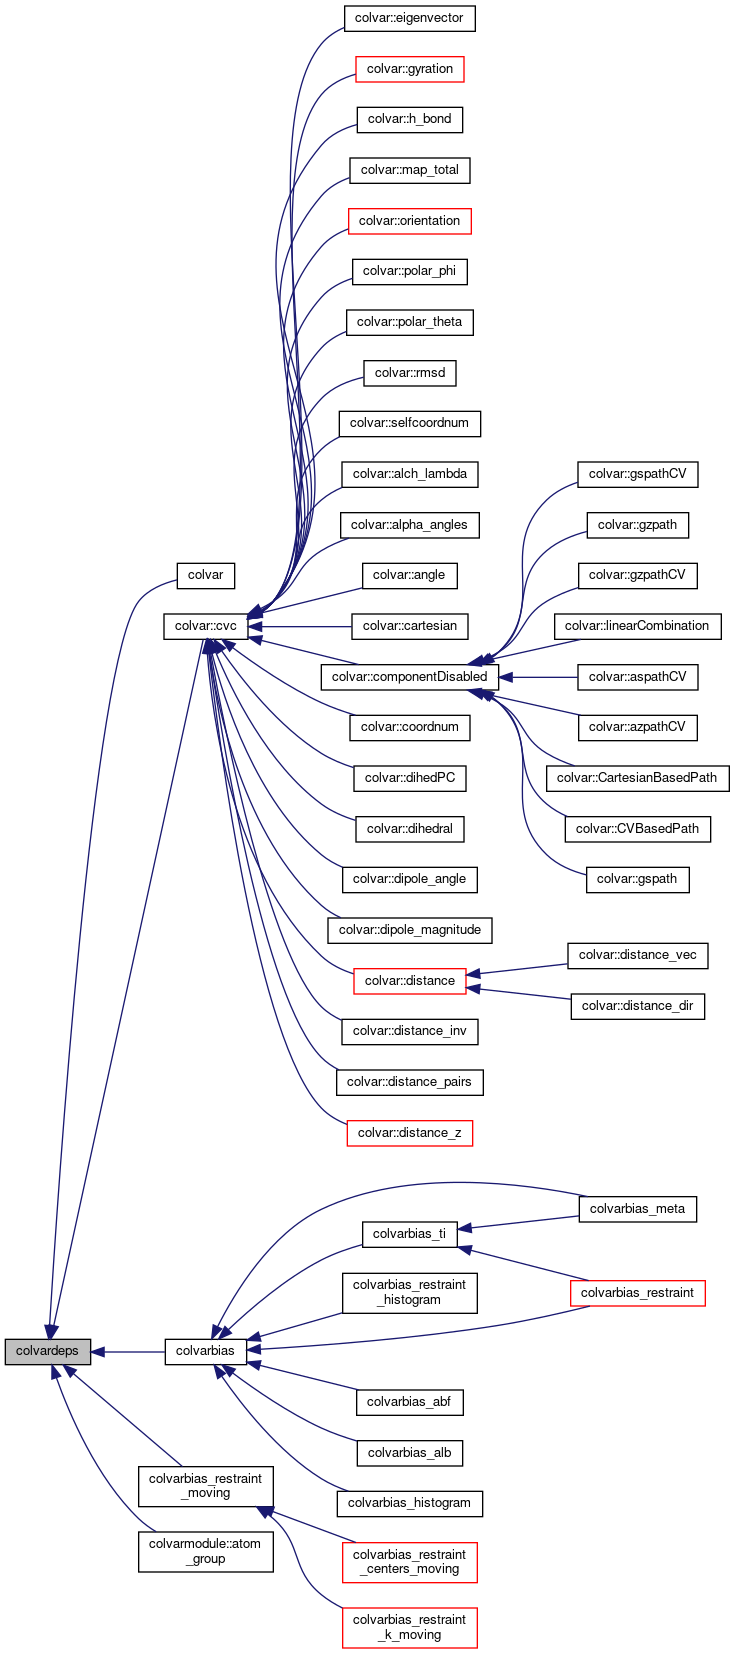 colvar::eigenvector
colvar::gyration
colvar::h_bond
colvar::map_total
colvar::orientation
colvar::polar_phi
colvar::polar_theta
colvar::rmsd
colvar::selfcoordnum
colvar::alch_lambda
colvar::gspathCV
colvar::alpha_angles
colvar::gzpath
colvar
colvar::angle
colvar::gzpathCV
colvar::cvc
colvar::cartesian
colvar::linearCombination
colvar::componentDisabled
colvar::aspathCV
colvar::coordnum
colvar::azpathCV
colvar::dihedPC
colvar::CartesianBasedPath
colvar::dihedral
colvar::CVBasedPath
colvar::dipole_angle
colvar::gspath
colvar::dipole_magnitude
colvar::distance_vec
colvar::distance
colvar::distance_dir
colvar::distance_inv
colvar::distance_pairs
colvar::distance_z
colvarbias_meta
colvarbias_ti
colvarbias_restraint
_histogram
colvarbias_restraint
colvardeps
colvarbias
colvarbias_abf
colvarbias_alb
colvarbias_restraint
_moving
colvarbias_histogram
colvarmodule::atom
_group
colvarbias_restraint
_centers_moving
colvarbias_restraint
_k_moving